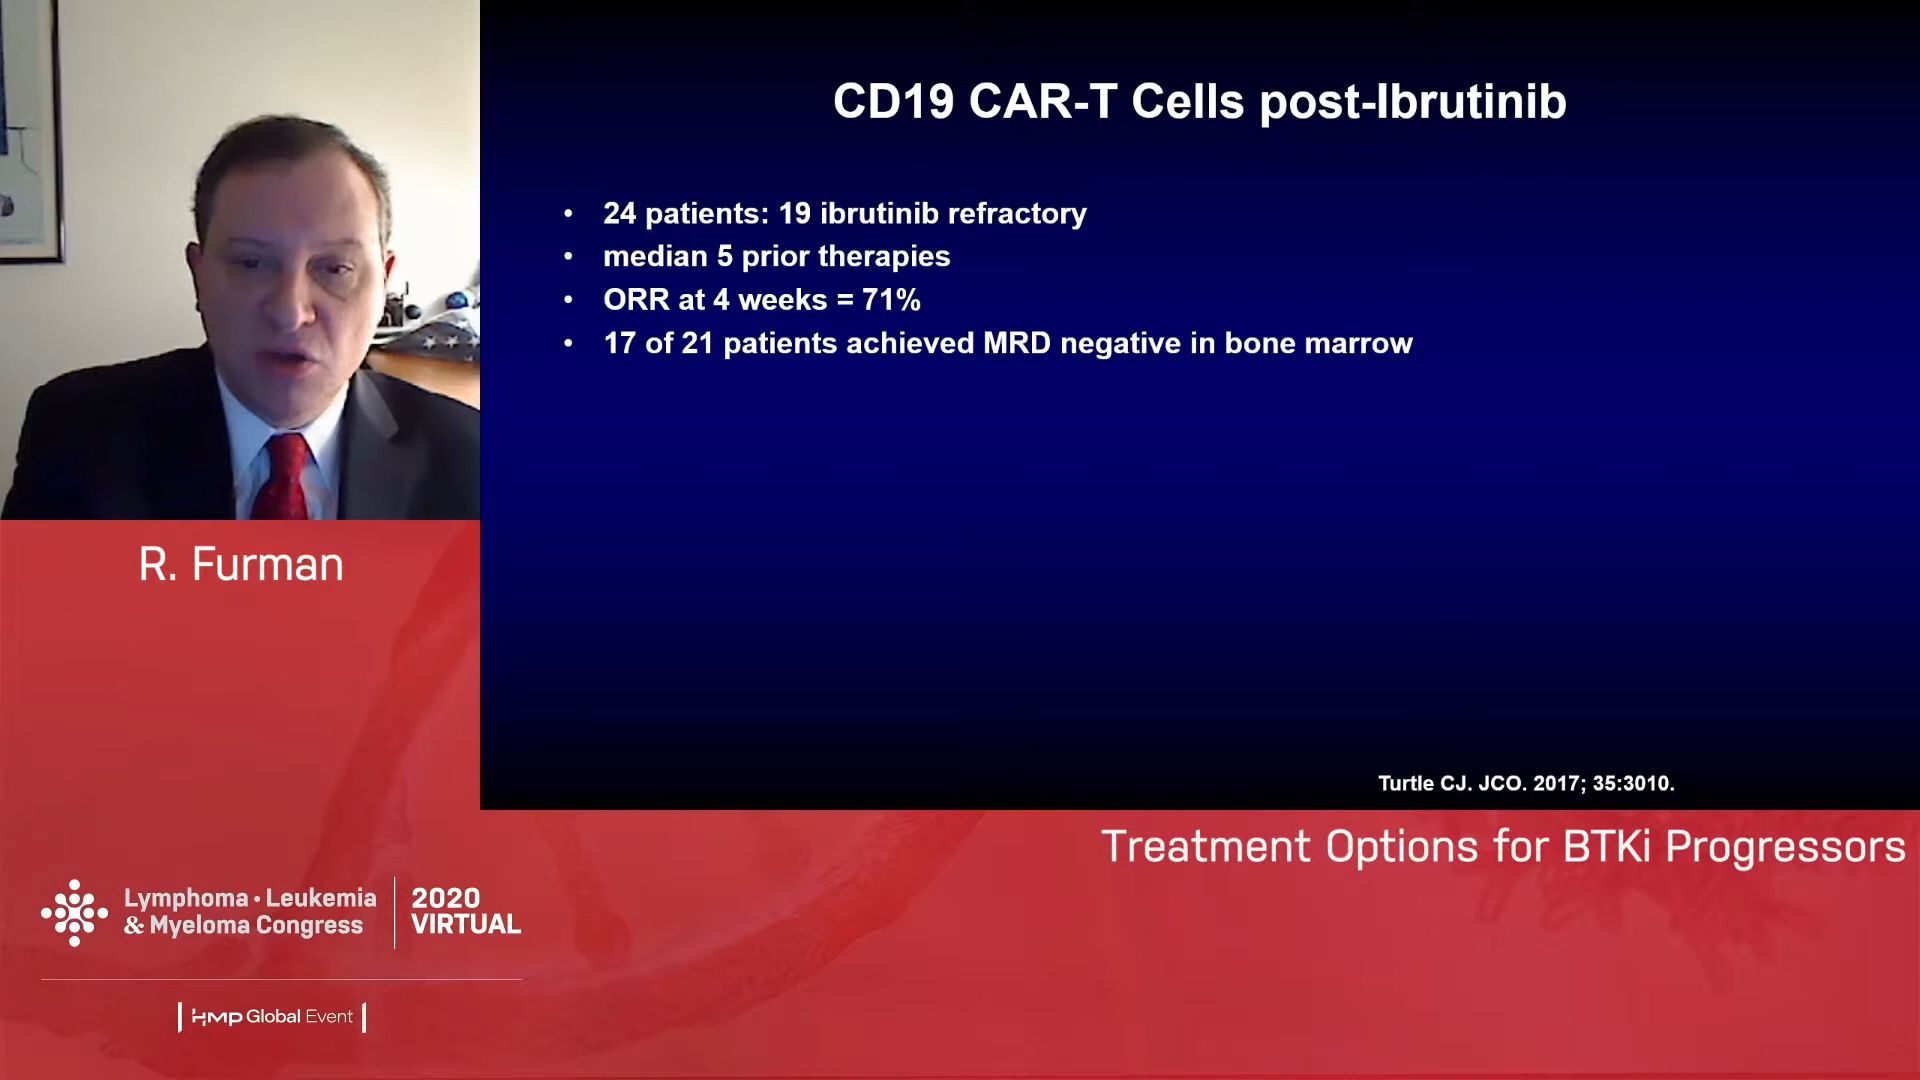 CD19 CAR-T Cells post-Ibrutinib
• 24 patients: 19 ibrutinib refractory
• median 5 prior therapies
• ORR at 4 weeks = 71%
• 17 of 21 patients achieved MRD negative in bone marrow
Turtle CJ. JCO. 2017; 35:3010.
R. Furman
Treatment Options for BTKi Progressors
Lymphoma • Leukemia
& Myeloma Congress
2020
VIRTUAL
HMP Global Event